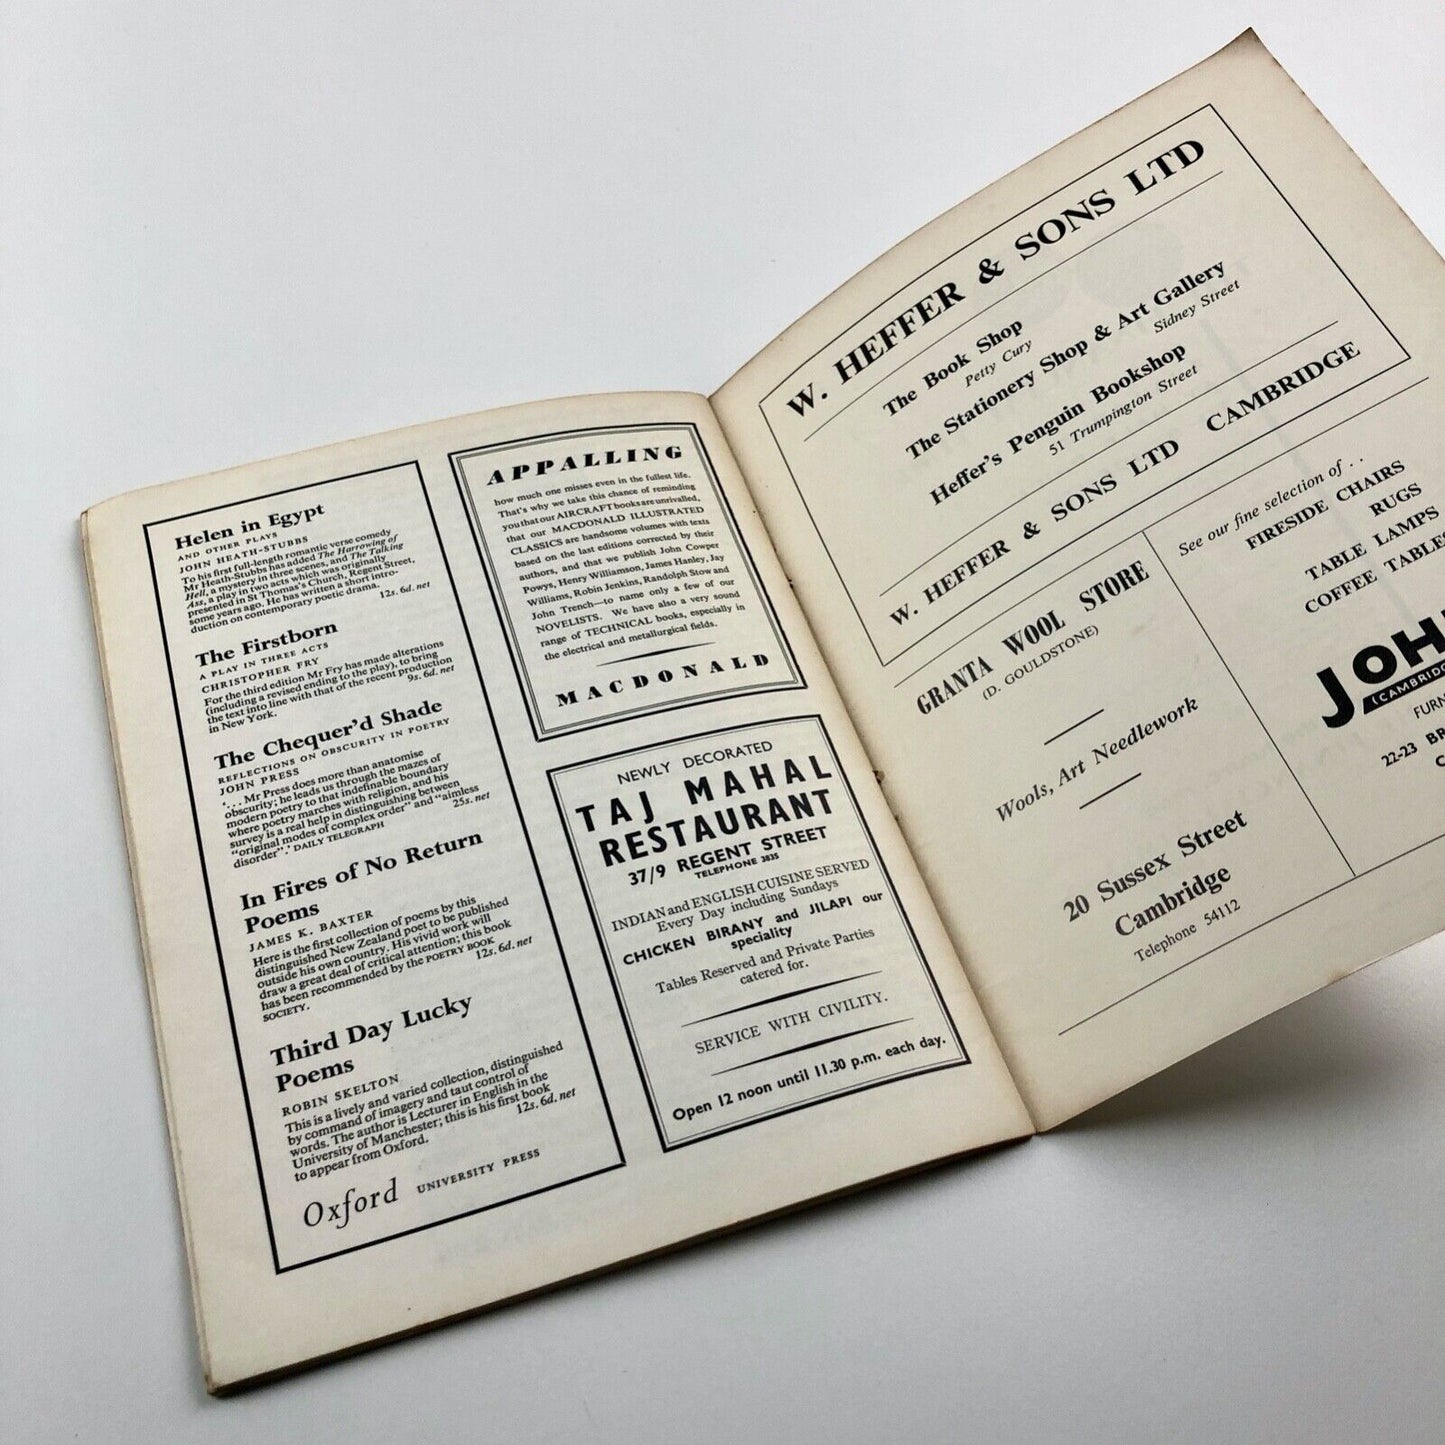 Helen in Egypt
AND OTHER PLAYS
JOHN HEATH-STUBBS
To his first full-length romantic verse comedy
Mr Heath-Stubbs has added The Harrowing of
Hell, a mystery in three scenes, and The Talking
Ass, a play in two acts which was originally
presented in St Thomas's Church, Regent Street,
some years ago. He has written a short intro-
duction on contemporary poetic drama.
12s. 6d. net
The Firstborn
A PLAY IN THREE ACTS
CHRISTOPHER FRY
For the third edition Mr Fry has made alterations
(including a revised ending to the play), to bring
the text into line with that of the recent production
in New York.
9s. 6d. net
The Chequer'd Shade
REFLECTIONS ON OBSCURITY IN POETRY
JOHN PRESS
'. . . Mr Press does more than anatomise
obscurity; he leads us through the mazes of
modern poetry to that indefinable boundary
where poetry marches with religion, and his
survey is a real help in distinguishing between
"original modes of complex order" and "aimless
disorder".' DAILY TELEGRAPH
25s. net
In Fires of No Return
Poems
JAMES K. BAXTER
Here is the first collection of poems by this
distinguished New Zealand poet to be published
outside his own country. His vivid work will
draw a great deal of critical attention; this book
has been recommended by the POETRY BOOK
SOCIETY.
12s. 6d. net
Third Day Lucky
Poems
ROBIN SKELTON
This is a lively and varied collection, distinguished
by command of imagery and taut control of
words. The author is Lecturer in English in the
University of Manchester; this is his first book
to appear from Oxford.
12s. 6d. net
Oxford UNIVERSITY PRESS
APPALLING
how much one misses even in the fullest life.
That's why we take this chance of reminding
you that our AIRCRAFT books are unrivalled,
that our MACDONALD ILLUSTRATED
CLASSICS are handsome volumes with texts
based on the last editions corrected by their
authors, and that we publish John Cowper
Powys, Henry Williamson, James Hanley, Jay
Williams, Robin Jenkins, Randolph Stow and
John Trench—to name only a few of our
NOVELISTS. We have also a very sound
range of TECHNICAL books, especially in
the electrical and metallurgical fields.
MACDONALD
NEWLY DECORATED
TAJ MAHAL
RESTAURANT
37/9 REGENT STREET
TELEPHONE 3835
INDIAN and ENGLISH CUISINE SERVED
Every Day including Sundays
CHICKEN BIRANY and JILAPI our
speciality
Tables Reserved and Private Parties
catered for.
SERVICE WITH CIVILITY.
Open 12 noon until 11.30 p.m. each day.
W. HEFFER & SONS LTD
The Book Shop
Petty Cury
The Stationery Shop & Art Gallery
Sidney Street
Heffer's Penguin Bookshop
51 Trumpington Street
W. HEFFER & SONS LTD CAMBRIDGE
GRANTA WOOL STORE
(D. GOULDSTONE)
Wools, Art Needlework
20 Sussex Street
Cambridge
Telephone 54112
See our fine selection of . .
FIRESIDE CHAIRS
RUGS
TABLE LAMPS
COFFEE TABLES
JOH
(CAMBRIDG
FURN
22-23 BR
C